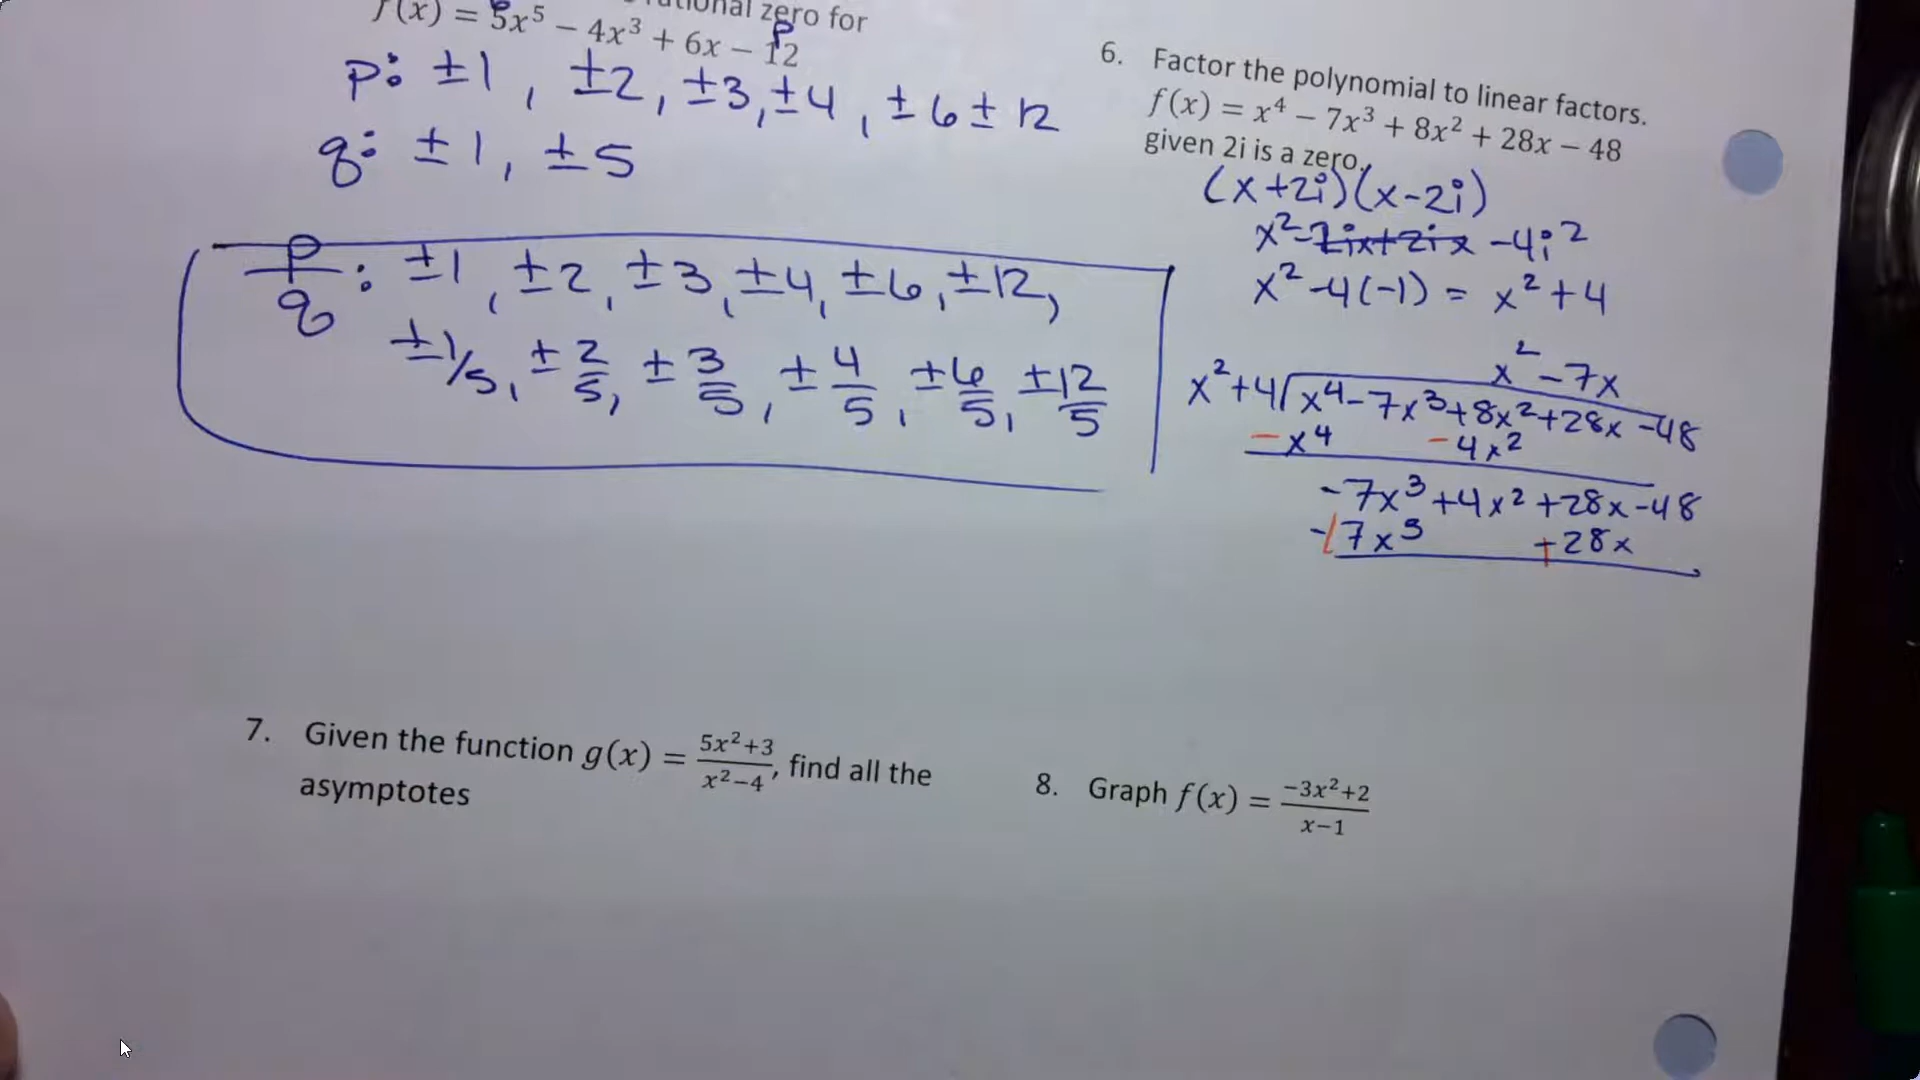 rational zero for
f(x) = 5x⁵ − 4x³ + 6x − 12
p
p: ±1, ±2, ±3, ±4, ±6 ±12
q: ±1, ±5
p/q: ±1, ±2, ±3, ±4, ±6, ±12,
±1/5, ±2/5, ±3/5, ±4/5, ±6/5, ±12/5
6. Factor the polynomial to linear factors.
f(x) = x⁴ − 7x³ + 8x² + 28x − 48
given 2i is a zero.
(x+2i)(x-2i)
x²-2ix+2ix -4i²
x²-4(-1) = x²+4
x² -7x
x²+4 x⁴-7x³+8x²+28x-48
-x⁴ -4x²
-7x³+4x²+28x-48
-7x³ +28x
7. Given the function g(x) = (5x²+3)/(x²−4), find all the
asymptotes
8. Graph f(x) = (−3x²+2)/(x−1)